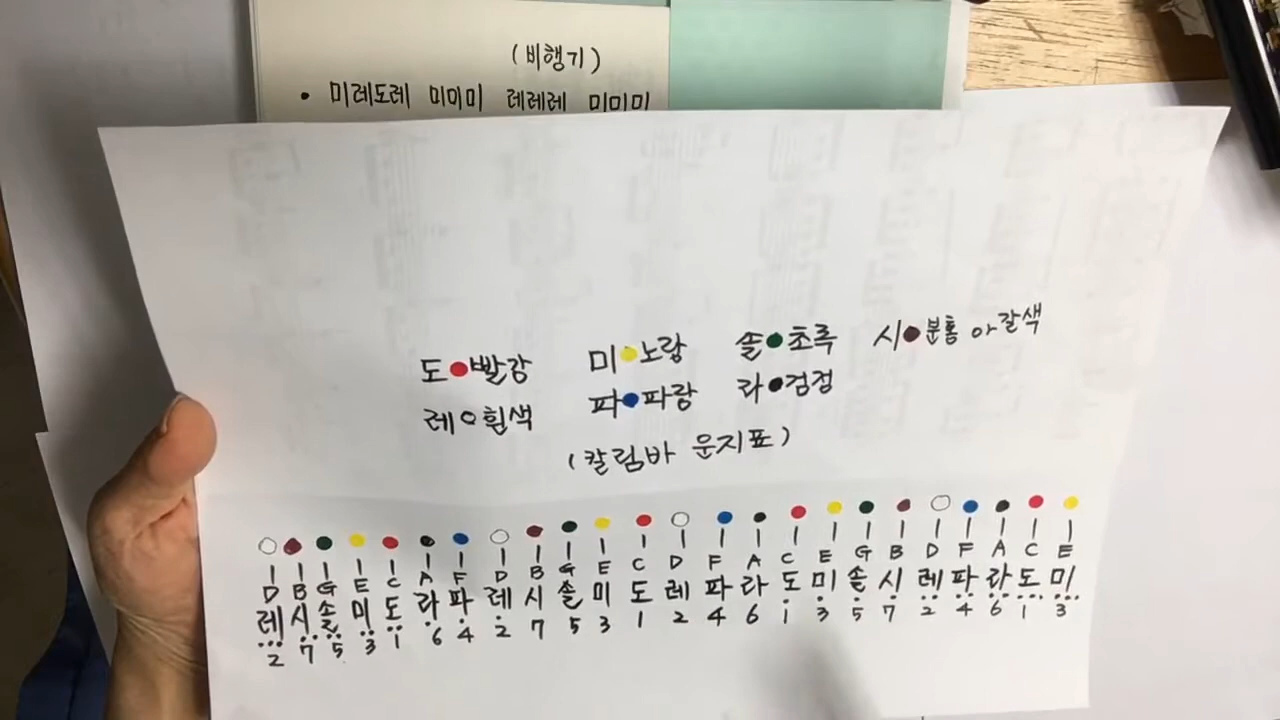 (비행기)
• 미레도레 미미미 레레레 미미미
도 빨강 미 노랑 솔 초록 시 분홍 아 갈색
레 흰색 파 파랑 라 검정
(칼림바 운지표)
D B G E C A F D B G E C D F A C E G B D F A C E
레 시 솔 미 도 라 파 레 시 솔 미 도 레 파 라 도 미 솔 시 레 파 라 도 미
2 7 5 3 1 6 4 2 7 5 3 1 2 4 6 1 3 5 7 2 4 6 1 3